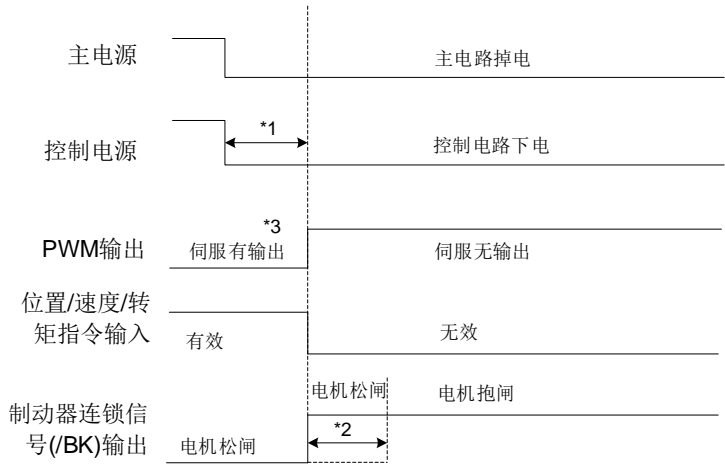 主电源
主电路掉电
*1
控制电源
控制电路下电
*3
PWM输出
伺服有输出
伺服无输出
位置/速度/转
矩指令输入
有效
无效
电机松闸
电机抱闸
制动器连锁信
号(/BK)输出
电机松闸
*2